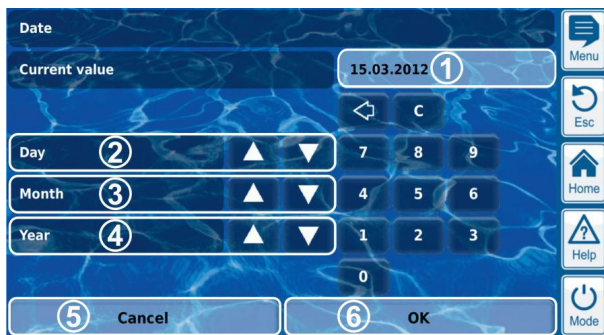 Date
Menu
Current value
15.03.2012 1
C
Esc
Day 2
7 8 9
Month 3
4 5 6
Home
Year 4
1 2 3
Help
0
5 Cancel
6 OK
Mode